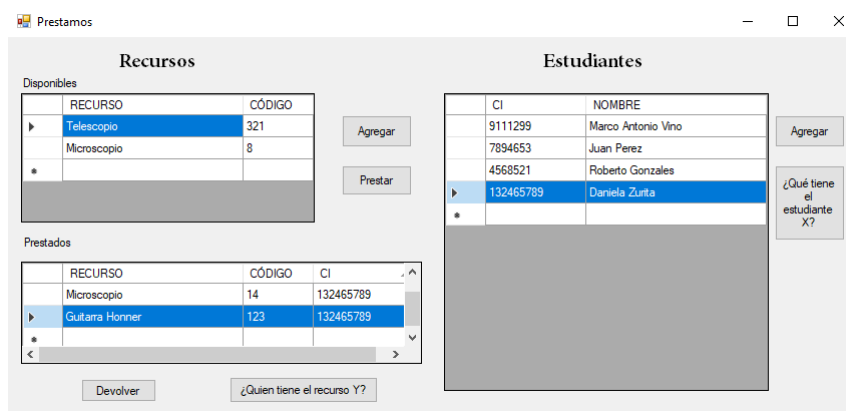 Prestamos
Recursos
Disponibles
RECURSO CÓDIGO
Telescopio 321
Microscopio 8
Agregar
Prestar
Prestados
RECURSO CÓDIGO CI
Microscopio 14 132465789
Guitarra Honner 123 132465789
Devolver
¿Quien tiene el recurso Y?
Estudiantes
CI NOMBRE
9111299 Marco Antonio Vino
7894653 Juan Perez
4568521 Roberto Gonzales
132465789 Daniela Zurita
Agregar
¿Qué tiene
el
estudiante
X?